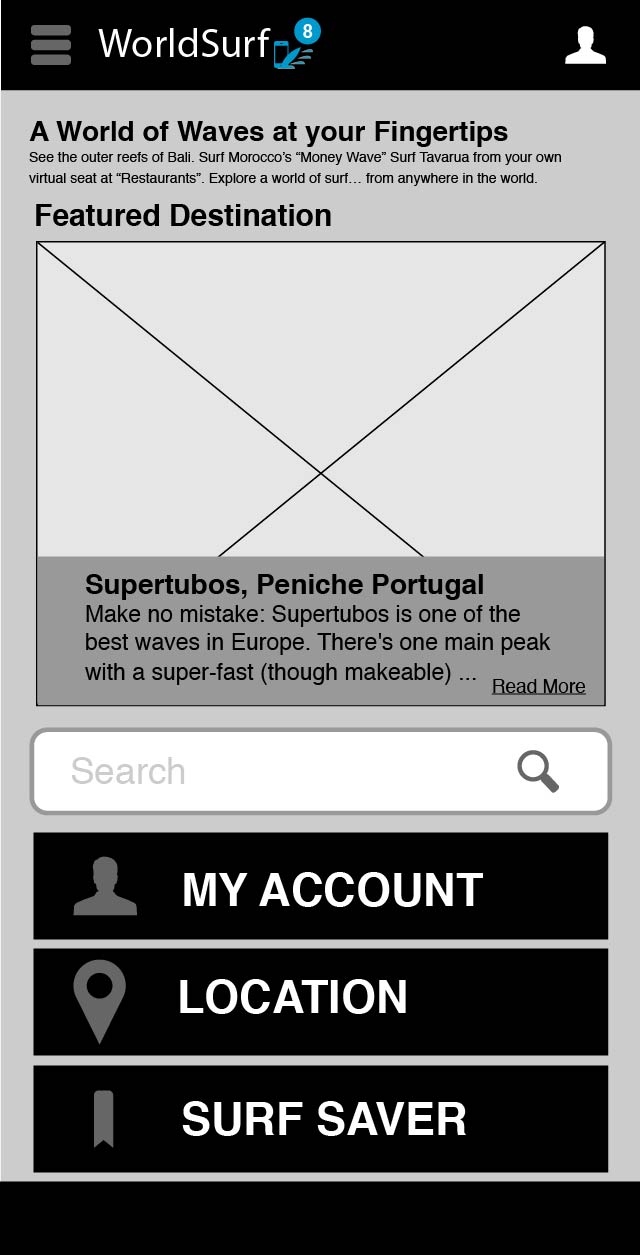 WorldSurf
8
A World of Waves at your Fingertips
See the outer reefs of Bali. Surf Morocco’s “Money Wave” Surf Tavarua from your own
virtual seat at “Restaurants”. Explore a world of surf… from anywhere in the world.
Featured Destination
Supertubos, Peniche Portugal
Make no mistake: Supertubos is one of the
best waves in Europe. There's one main peak
with a super-fast (though makeable) ...
Read More
Search
MY ACCOUNT
LOCATION
SURF SAVER